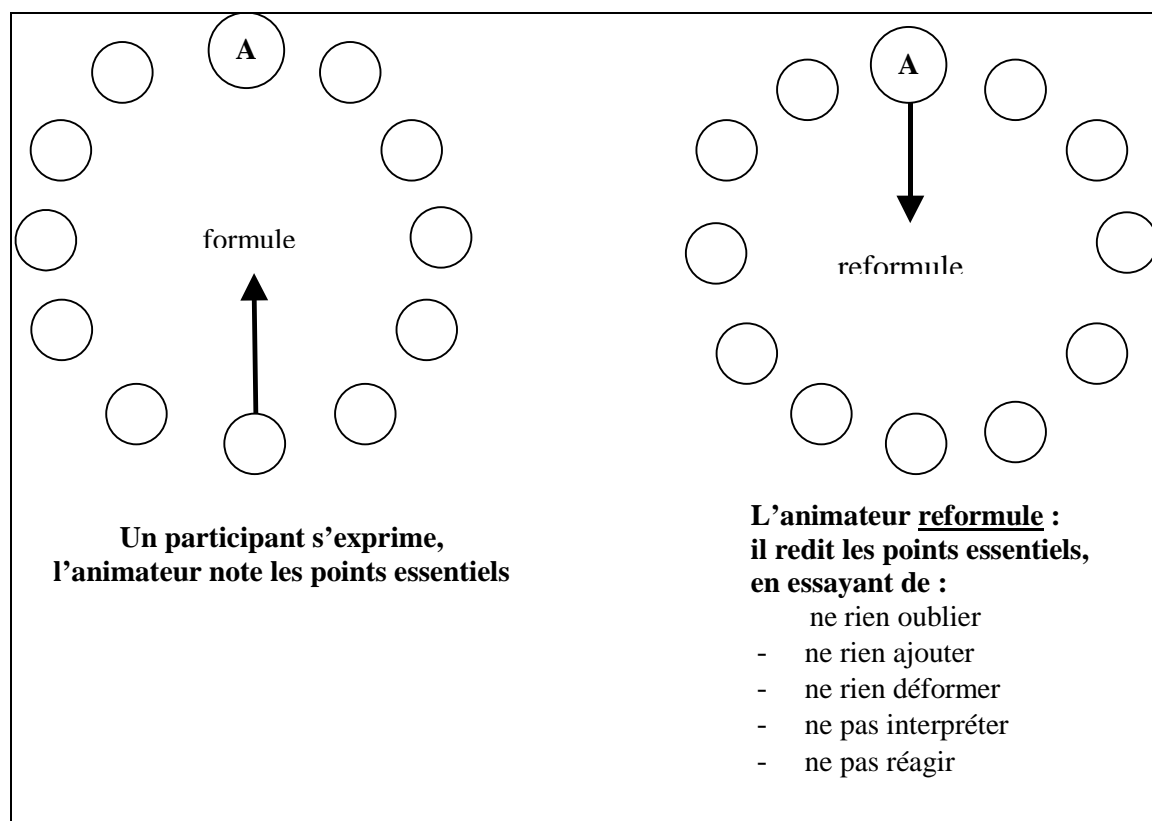 A
formule
Un participant s'exprime,
l'animateur note les points essentiels
A
reformule
L'animateur reformule :
il redit les points essentiels,
en essayant de :
ne rien oublier
- ne rien ajouter
- ne rien déformer
- ne pas interpréter
- ne pas réagir